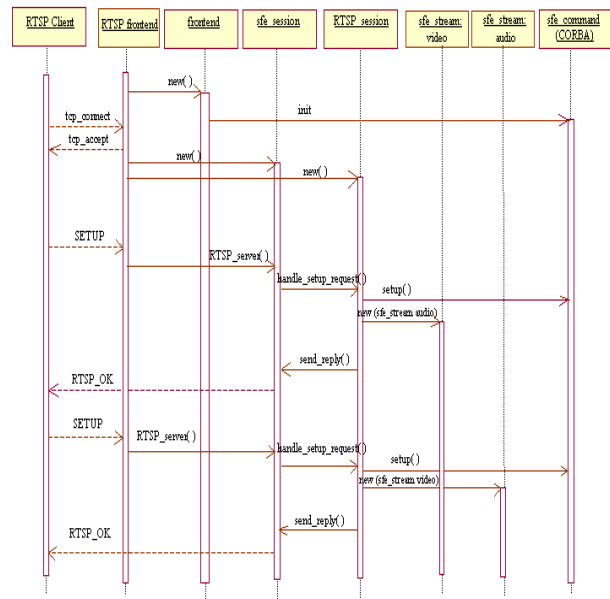 RTSP Client
RTSP frontend
frontend
sfe_session
RTSP_session
sfe_stream:
video
sfe_stream:
audio
sfe_command
(CORBA)
new( )
init
tcp_connect
tcp_accept
new( )
new( )
SETUP
RTSP_server( )
handle_setup_request()
setup( )
new (sfe_stream audio)
send_reply( )
RTSP_OK
SETUP
RTSP_server( )
handle_setup_request()
setup( )
new (sfe_stream video)
send_reply( )
RTSP_OK